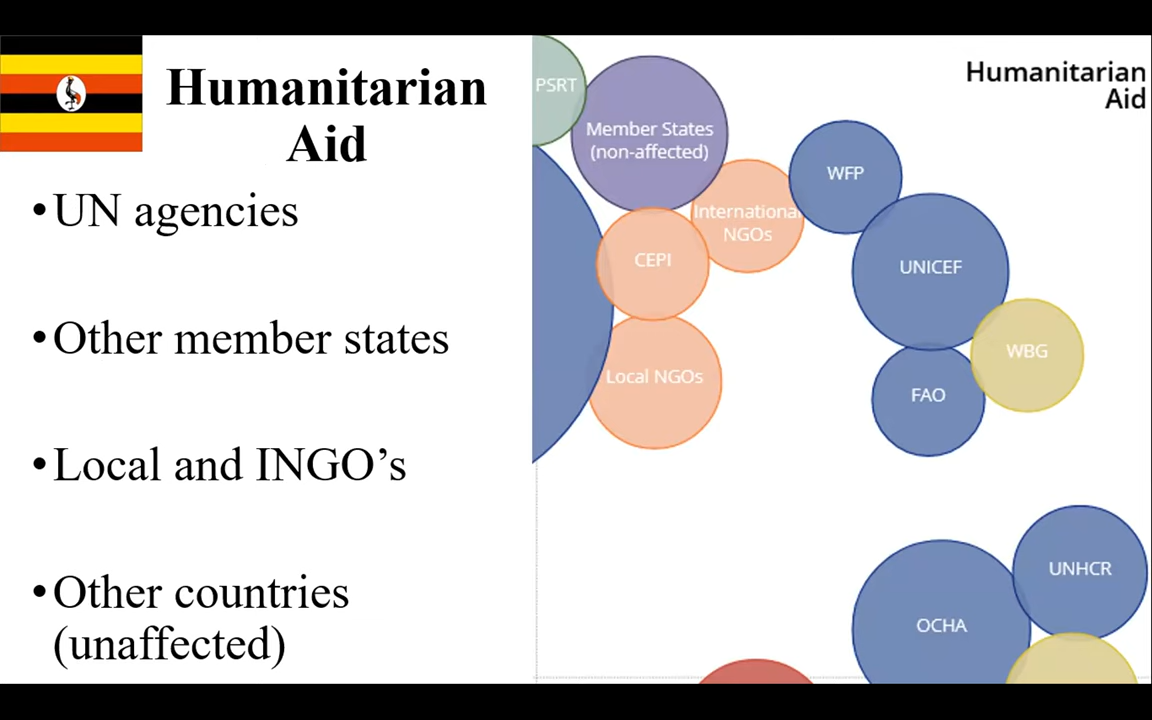 Humanitarian
Aid
•UN agencies
•Other member states
•Local and INGO’s
•Other countries
(unaffected)
Humanitarian
Aid
PSRT
Member States
(non-affected)
WFP
International
NGOs
CEPI
UNICEF
WBG
Local NGOs
FAO
UNHCR
OCHA